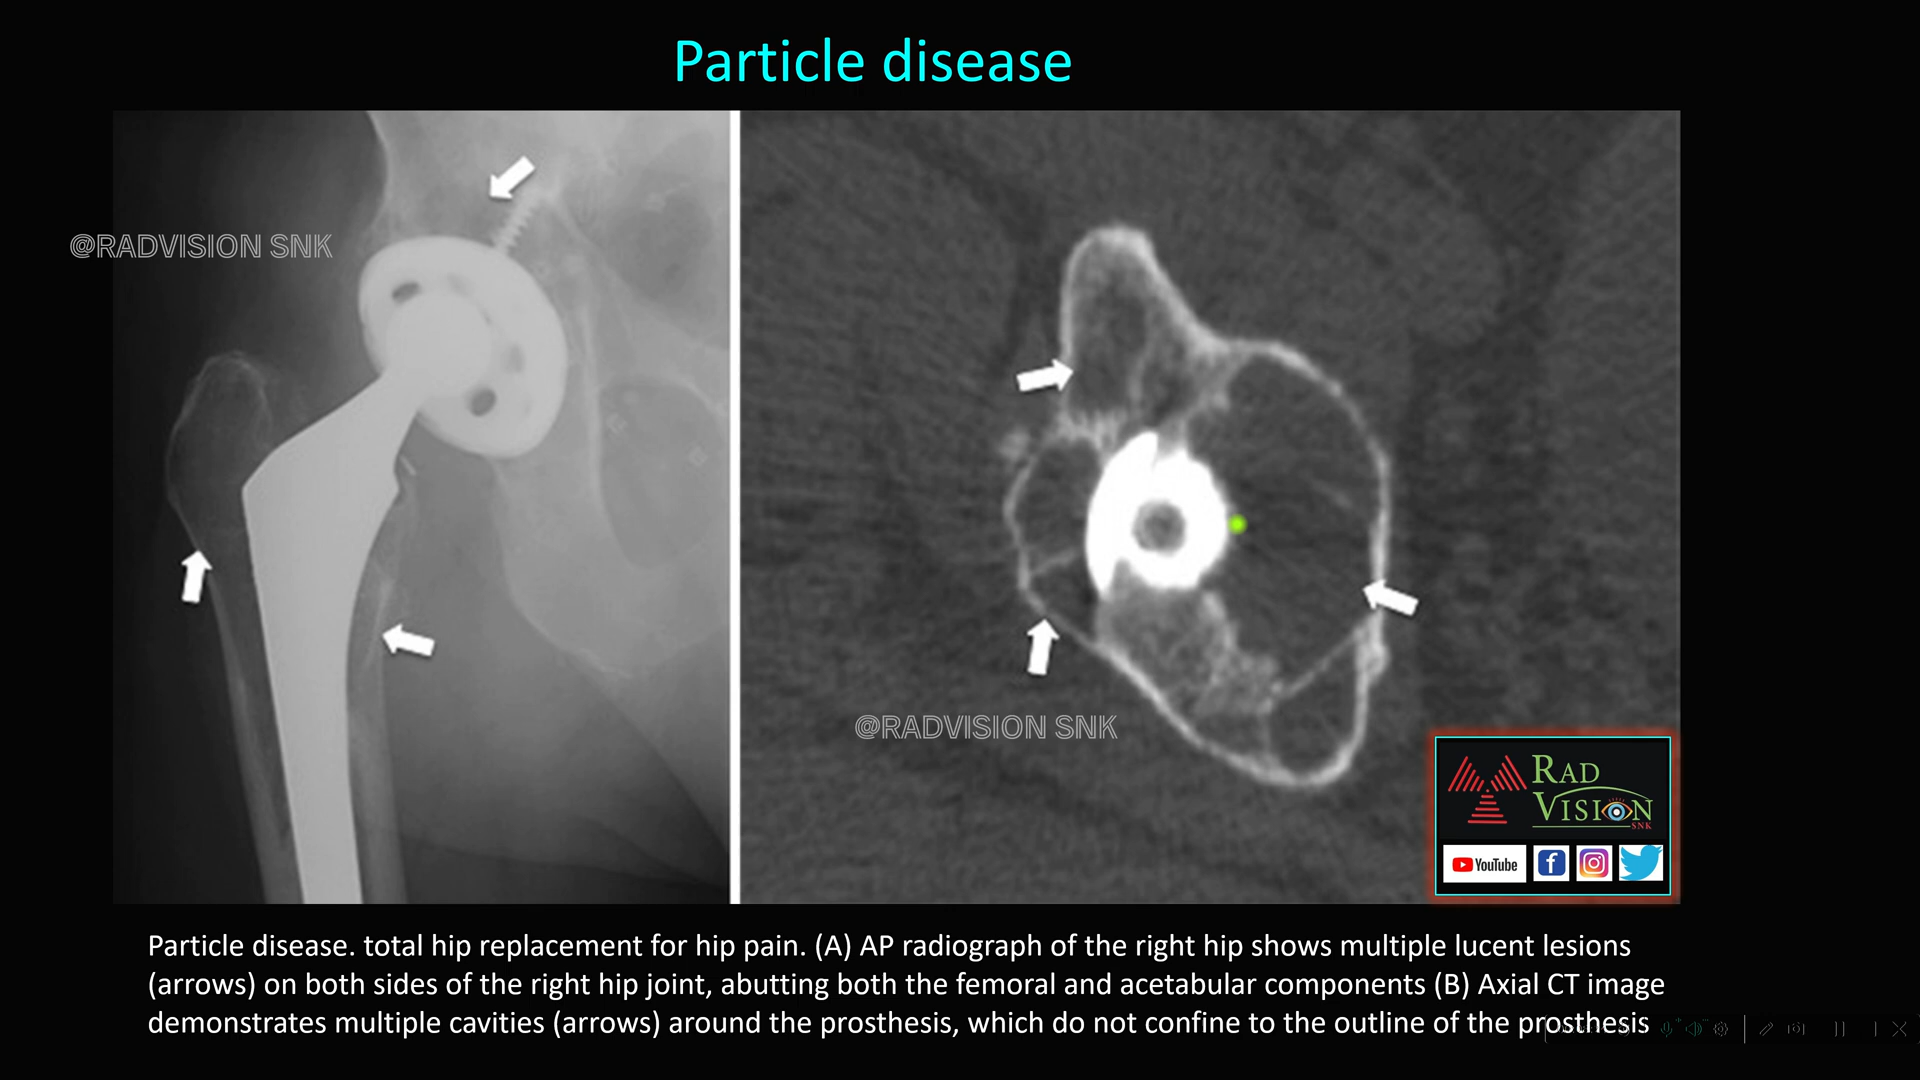 Particle disease
@RADVISION SNK
@RADVISION SNK
RAD
VISION
SNK
YouTube
Particle disease. total hip replacement for hip pain. (A) AP radiograph of the right hip shows multiple lucent lesions
(arrows) on both sides of the right hip joint, abutting both the femoral and acetabular components (B) Axial CT image
demonstrates multiple cavities (arrows) around the prosthesis, which do not confine to the outline of the prosthesis